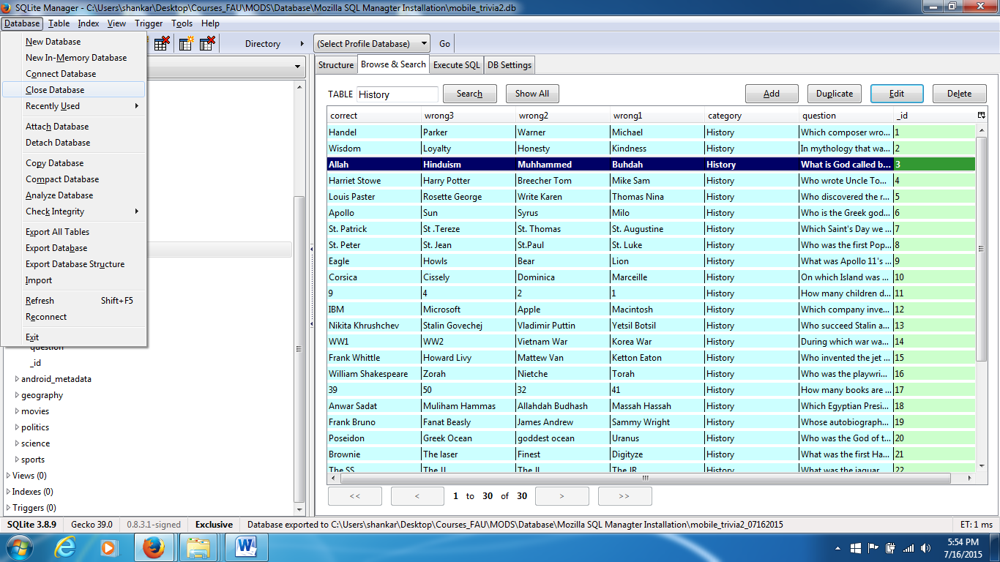 SQLite Manager - C:\Users\shankar\Desktop\Courses_FAU\MODS\Database\Mozilla SQL Managter Installation\mobile_trivia2.db
Database Table Index View Trigger Tools Help
Directory (Select Profile Database) Go
New Database
New In-Memory Database
Connect Database
Close Database
Recently Used
Attach Database
Detach Database
Copy Database
Compact Database
Analyze Database
Check Integrity
Export All Tables
Export Database
Export Database Structure
Import
Refresh Shift+F5
Reconnect
Exit
question
_id
android_metadata
geography
movies
politics
science
sports
Views (0)
Indexes (0)
Triggers (0)
Structure Browse & Search Execute SQL DB Settings
TABLE History Search Show All Add Duplicate Edit Delete
correct wrong3 wrong2 wrong1 category question _id
Handel Parker Warner Michael History Which composer wro... 1
Wisdom Loyalty Honesty Kindness History In mythology that wa... 2
Allah Hinduism Muhhammed Buhdah History What is God called b... 3
Harriet Stowe Harry Potter Breecher Tom Mike Sam History Who wrote Uncle To... 4
Louis Paster Rosette George Write Karen Thomas Nina History Who discovered the r... 5
Apollo Sun Syrus Milo History Who is the Greek god... 6
St. Patrick St .Tereze St. Thomas St. Augustine History Which Saint's Day we ... 7
St. Peter St. Jean St.Paul St. Luke History Who was the first Pop... 8
Eagle Howls Bear Lion History What was Apollo 11's ... 9
Corsica Cissely Dominica Marceille History On which Island was ... 10
9 4 2 1 History How many children d... 11
IBM Microsoft Apple Macintosh History Which company inve... 12
Nikita Khrushchev Stalin Govechej Vladimir Puttin Yetsil Botsil History Who succeed Stalin a... 13
WW1 WW2 Vietnam War Korea War History During which war wa... 14
Frank Whittle Howard Livy Mattew Van Ketton Eaton History Who invented the jet ... 15
William Shakespeare Zorah Nietche Torah History Who was the playwri... 16
39 50 32 41 History How many books are ... 17
Anwar Sadat Muliham Hammas Allahdah Budhash Massah Hassah History Which Egyptian Presi... 18
Frank Bruno Fanat Beasly James Andrew Sammy Wright History Whose autobiograph... 19
Poseidon Greek Ocean goddest ocean Uranus History Who was the God of t... 20
Brownie The laser Finest Digityze History What was the first Ha... 21
The SS The JJ The JR History What was the jaguar 22
<< < 1 to 30 of 30 > >>
SQLite 3.8.9 Gecko 39.0 0.8.3.1-signed Exclusive Database exported to C:\Users\shankar\Desktop\Courses_FAU\MODS\Database\Mozilla SQL Managter Installation\mobile_trivia2_07162015 ET: 1 ms
5:54 PM
7/16/2015